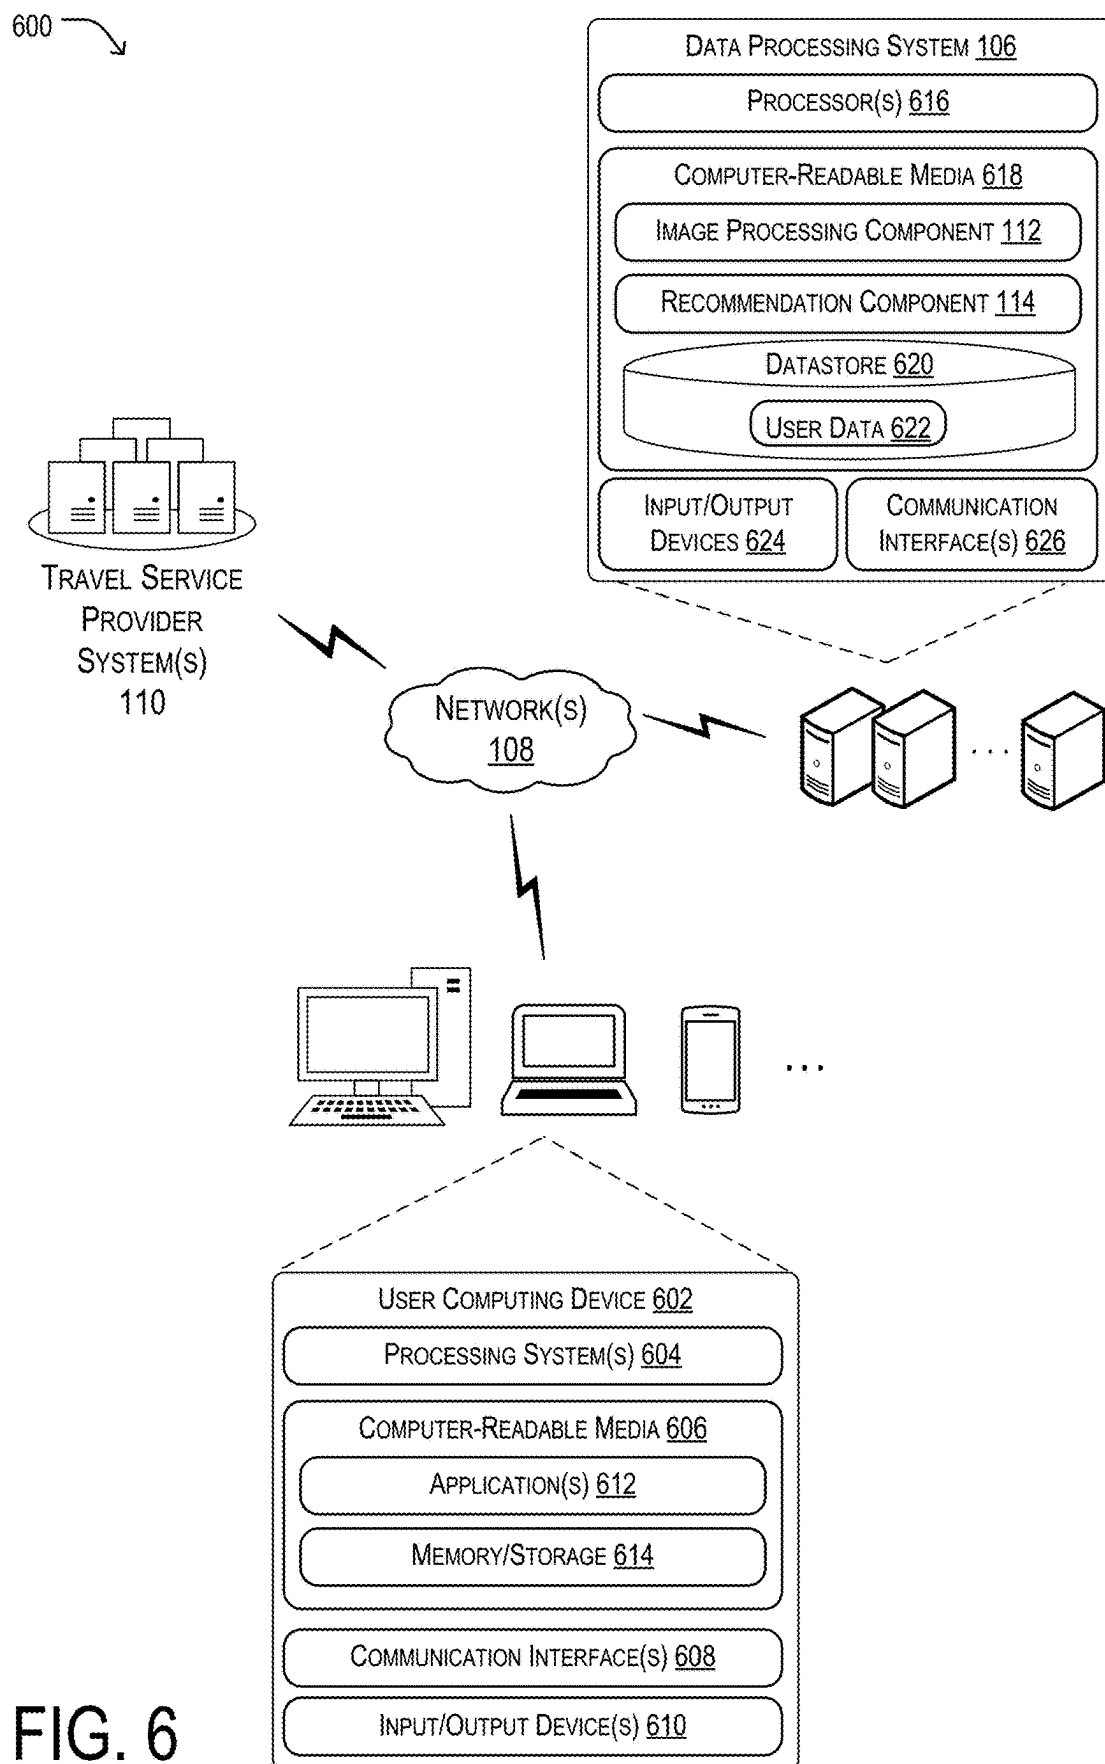 600
DATA PROCESSING SYSTEM 106
PROCESSOR(S) 616
COMPUTER-READABLE MEDIA 618
IMAGE PROCESSING COMPONENT 112
RECOMMENDATION COMPONENT 114
DATASTORE 620
USER DATA 622
INPUT/OUTPUT
DEVICES 624
COMMUNICATION
INTERFACE(S) 626
TRAVEL SERVICE
PROVIDER
SYSTEM(S)
110
NETWORK(S)
108
...
...
USER COMPUTING DEVICE 602
PROCESSING SYSTEM(S) 604
COMPUTER-READABLE MEDIA 606
APPLICATION(S) 612
MEMORY/STORAGE 614
COMMUNICATION INTERFACE(S) 608
INPUT/OUTPUT DEVICE(S) 610
FIG. 6